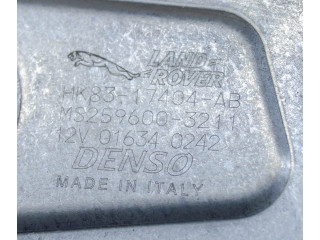 LAND-
ROVER
HK83-17404-AB
MS259600-3211
12V 01634 0242
DENSO
MADE IN ITALY